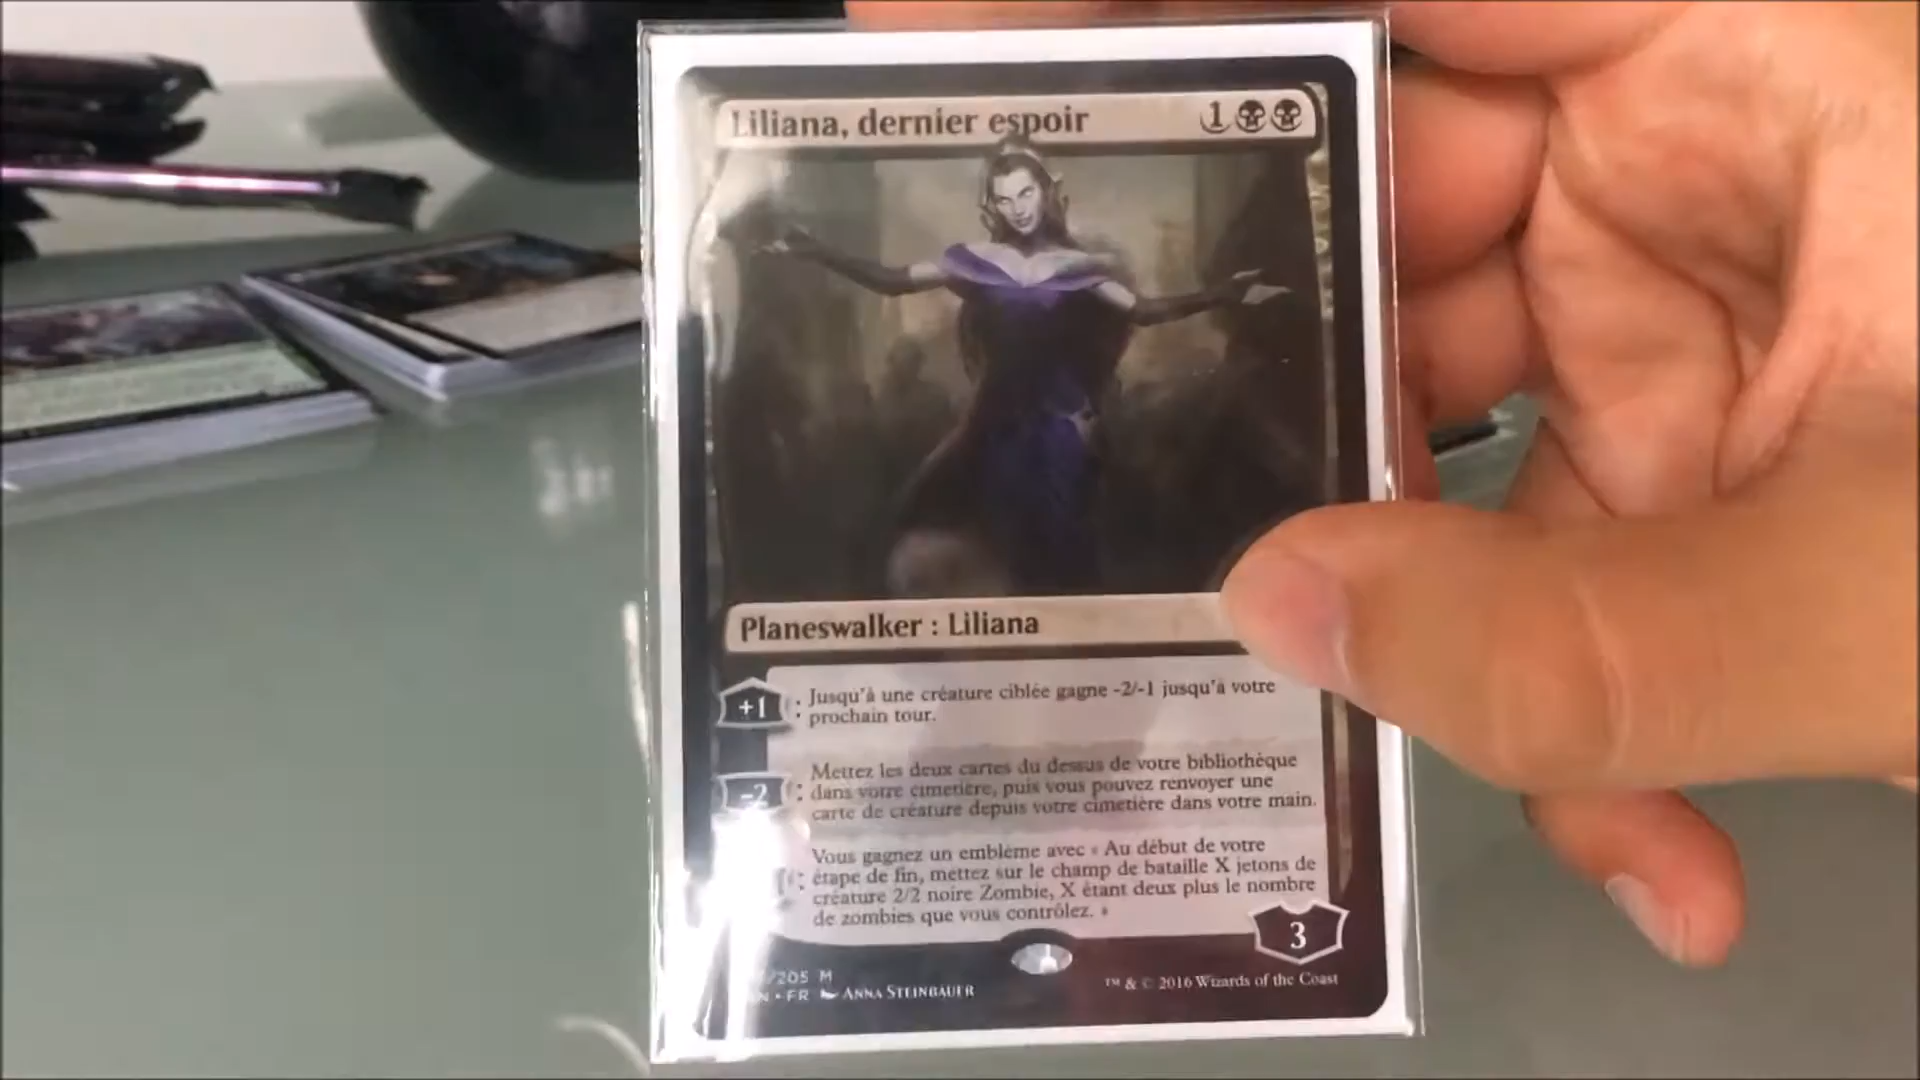 Liliana, dernier espoir 1
Planeswalker : Liliana
+1 : Jusqu'à une créature ciblée gagne -2/-1 jusqu'à votre
prochain tour.
-2 : Mettez les deux cartes du dessus de votre bibliothèque
dans votre cimetière, puis vous pouvez renvoyer une
carte de créature depuis votre cimetière dans votre main.
: Vous gagnez un emblème avec « Au début de votre
étape de fin, mettez sur le champ de bataille X jetons de
créature 2/2 noire Zombie, X étant deux plus le nombre
de zombies que vous contrôlez. »
3
/205 M
• FR Anna Steinbauer
™ & © 2016 Wizards of the Coast